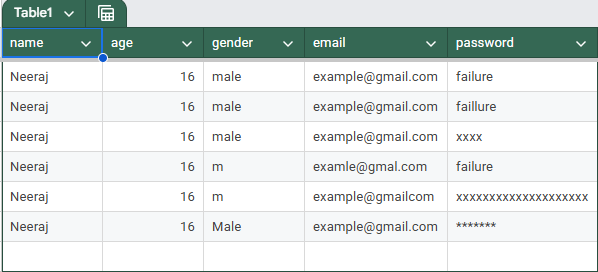 Table1
name age gender email password
Neeraj 16 male example@gmail.com failure
Neeraj 16 male example@gmail.com faillure
Neeraj 16 male example@gmail.com xxxx
Neeraj 16 m examle@gmal.com failure
Neeraj 16 m example@gmailcom xxxxxxxxxxxxxxxxxxxx
Neeraj 16 Male example@gmail.com *******